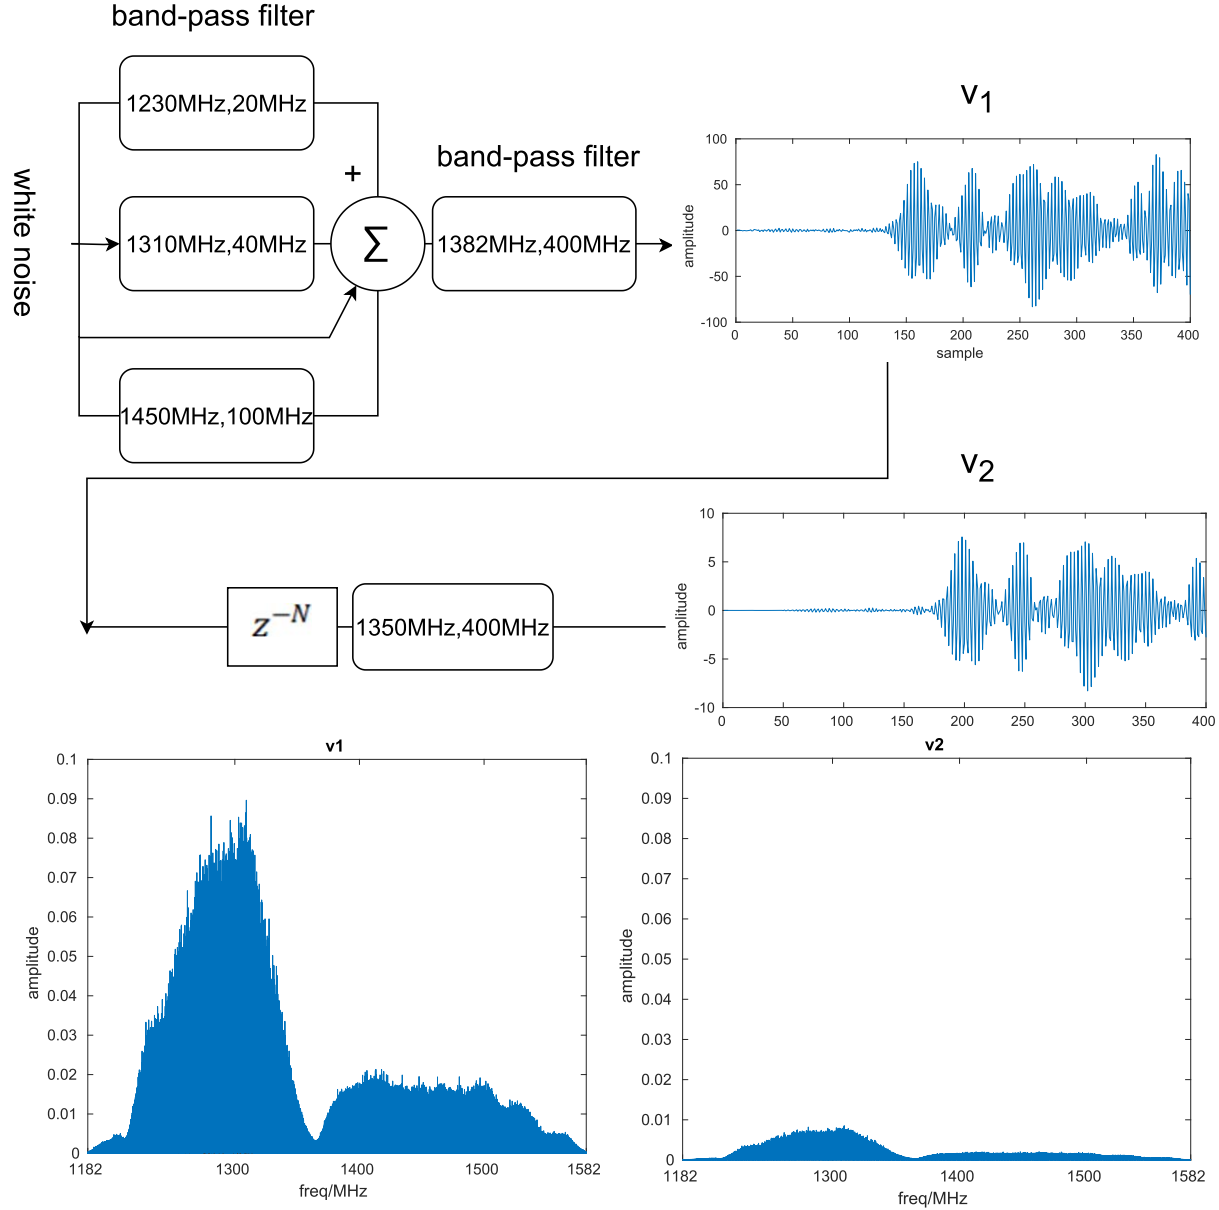 band-pass filter
1230MHz,20MHz
white noise
+
1310MHz,40MHz
Σ
band-pass filter
1382MHz,400MHz
1450MHz,100MHz
v1
100
50
0
-50
-100
amplitude
0 50 100 150 200 250 300 350 400
sample
z^-N
1350MHz,400MHz
v2
10
5
0
-5
-10
amplitude
0 50 100 150 200 250 300 350 400
v1
0.1
0.09
0.08
0.07
0.06
0.05
0.04
0.03
0.02
0.01
0
amplitude
1182 1300 1400 1500 1582
freq/MHz
v2
0.1
0.09
0.08
0.07
0.06
0.05
0.04
0.03
0.02
0.01
0
amplitude
1182 1300 1400 1500 1582
freq/MHz